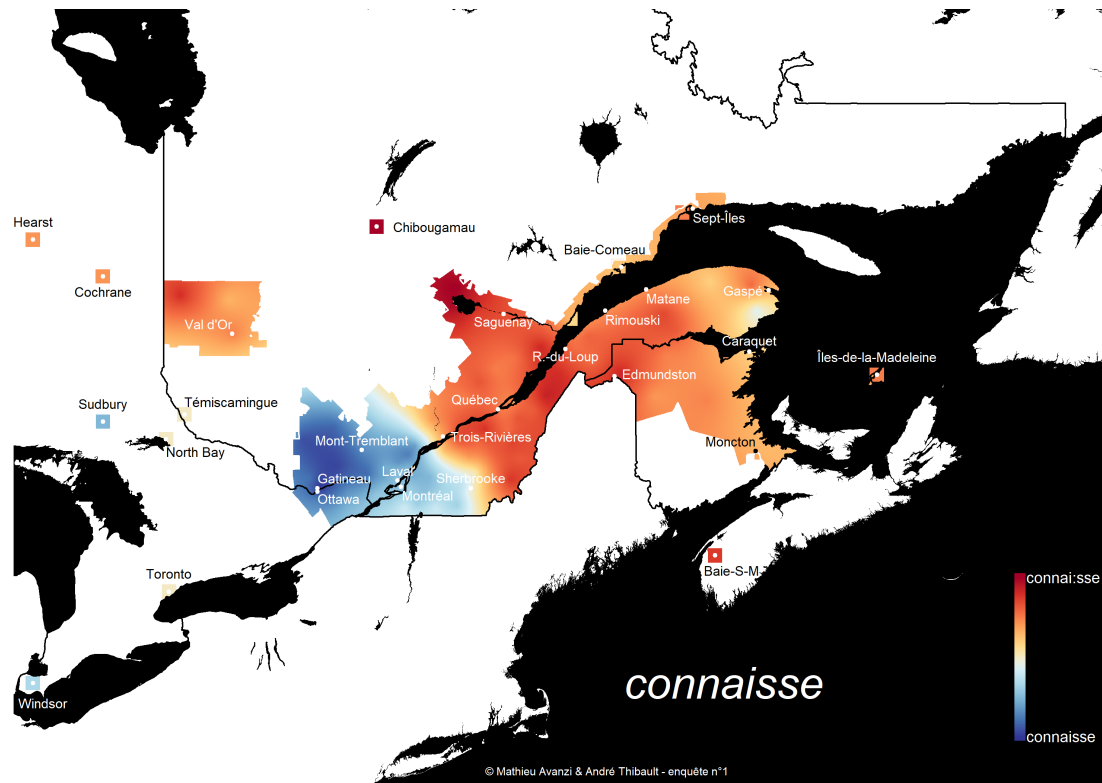 Sept-Îles
Hearst
Chibougamau
Baie-Comeau
Cochrane
Gaspé
Matane
Saguenay
Rimouski
Val d'Or
Caraquet
R.-du-Loup
Îles-de-la-Madeleine
Edmundston
Québec
Sudbury
Témiscamingue
Mont-Tremblant
Trois-Rivières
Moncton
North Bay
Laval
Gatineau
Sherbrooke
Ottawa
Montréal
Toronto
Baie-S-M-
connai:sse
connaisse
Windsor
connaisse
© Mathieu Avanzi & André Thibault - enquête n°1